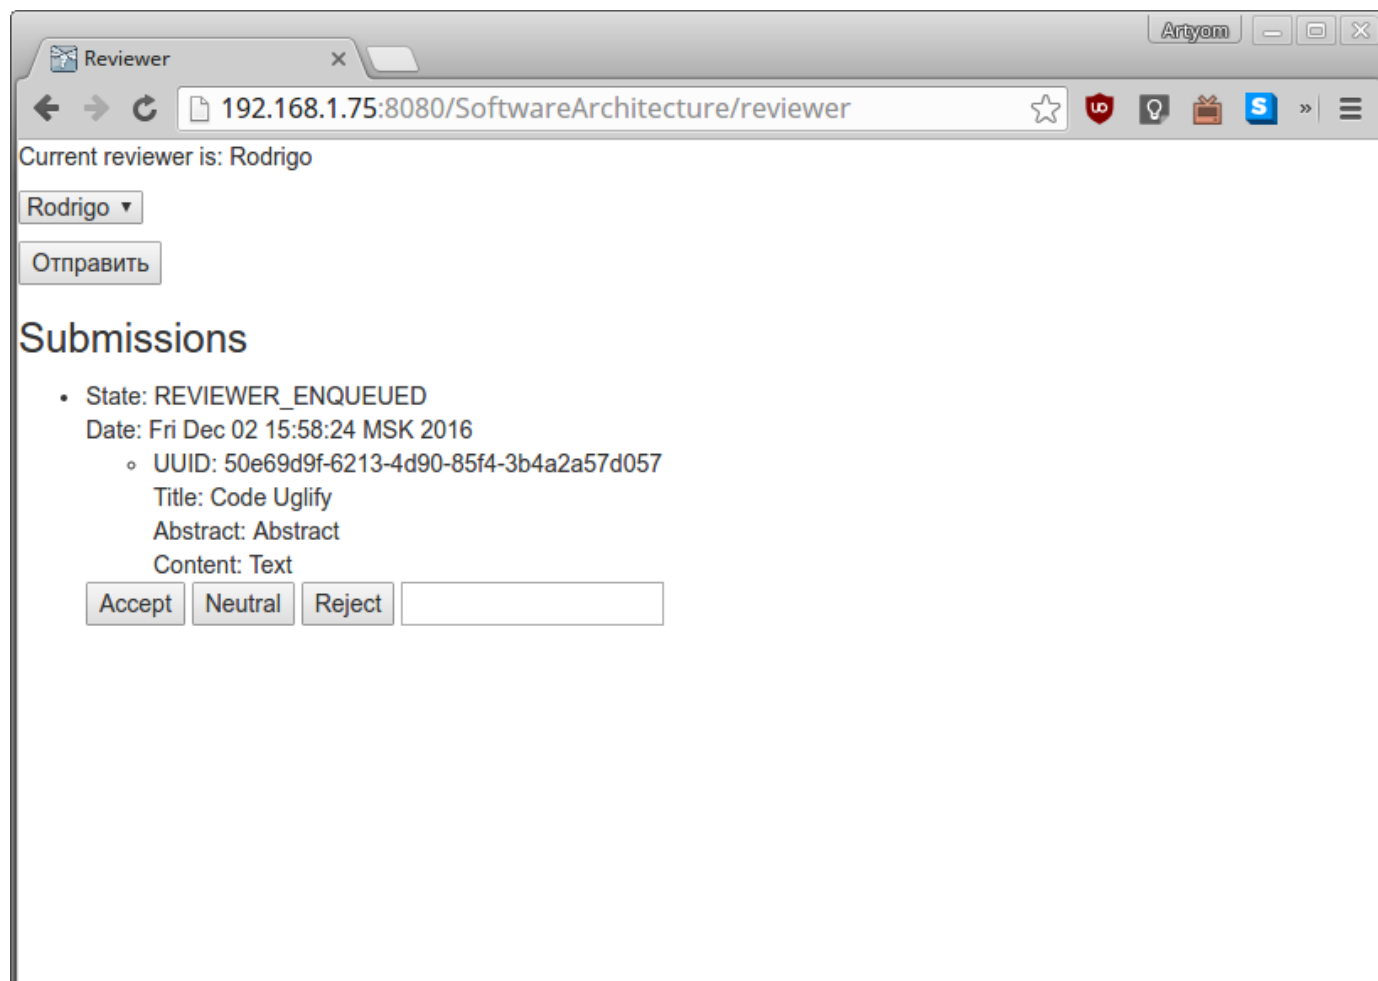 Artyom
Reviewer
192.168.1.75:8080/SoftwareArchitecture/reviewer
Current reviewer is: Rodrigo
Rodrigo
Отправить
Submissions
State: REVIEWER_ENQUEUED
Date: Fri Dec 02 15:58:24 MSK 2016
UUID: 50e69d9f-6213-4d90-85f4-3b4a2a57d057
Title: Code Uglify
Abstract: Abstract
Content: Text
Accept Neutral Reject